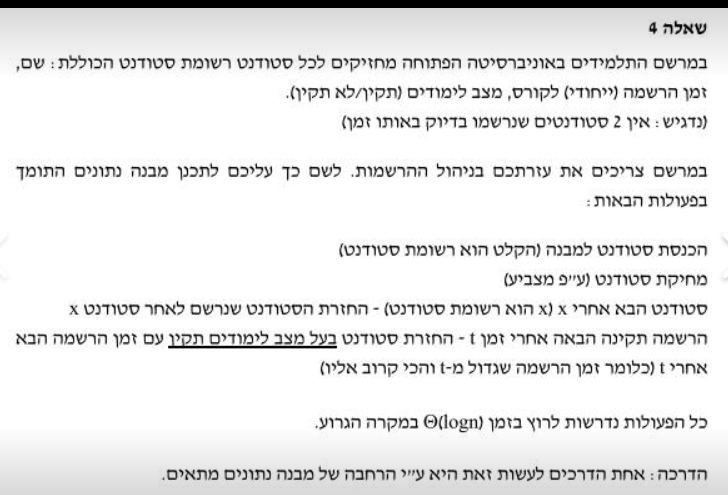 שאלה 4
במרשם התלמידים באוניברסיטה הפתוחה מחזיקים לכל סטודנט רשומת סטודנט הכוללת : שם,
זמן הרשמה (ייחודי) לקורס, מצב לימודים (תקין/לא תקין).
(נדגיש : אין 2 סטודנטים שנרשמו בדיוק באותו זמן)
במרשם צריכים את עזרתכם בניהול ההרשמות. לשם כך עליכם לתכנן מבנה נתונים התומך
בפעולות הבאות :
הכנסת סטודנט למבנה (הקלט הוא רשומת סטודנט)
מחיקת סטודנט (ע״פ מצביע)
סטודנט הבא אחרי x (x הוא רשומת סטודנט) - החזרת הסטודנט שנרשם לאחר סטודנט x
הרשמה תקינה הבאה אחרי זמן t - החזרת סטודנט בעל מצב לימודים תקין עם זמן הרשמה הבא
אחרי t (כלומר זמן הרשמה שגדול מ-t והכי קרוב אליו)
כל הפעולות נדרשות לרוץ בזמן Θ(logn) במקרה הגרוע.
הדרכה : אחת הדרכים לעשות זאת היא ע״י הרחבה של מבנה נתונים מתאים.